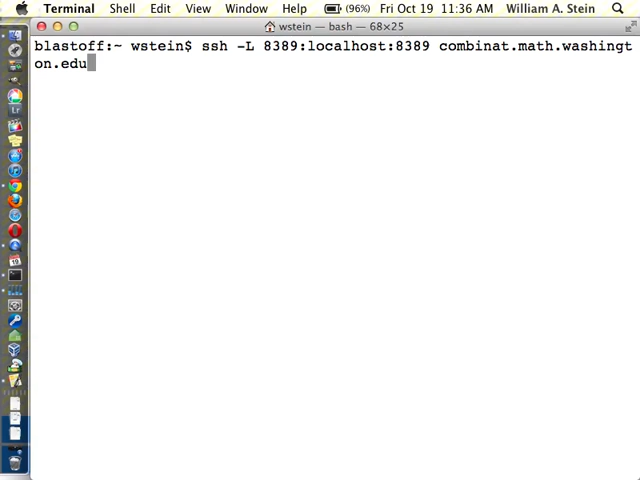 Terminal Shell Edit View Window Help (96%) Fri Oct 19 11:36 AM William A. Stein
wstein — bash — 68×25
blastoff:~ wstein$ ssh -L 8389:localhost:8389 combinat.math.washingt
on.edu
Lr